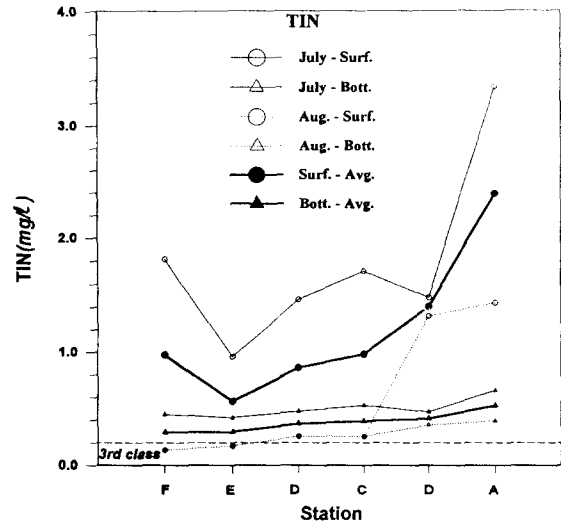 TIN
July - Surf.
July - Bott.
Aug. - Surf.
Aug. - Bott.
Surf. - Avg.
Bott. - Avg.
4.0
3.0
2.0
1.0
0.0
TIN(mg/ℓ)
3rd class
F E D C D A
Station